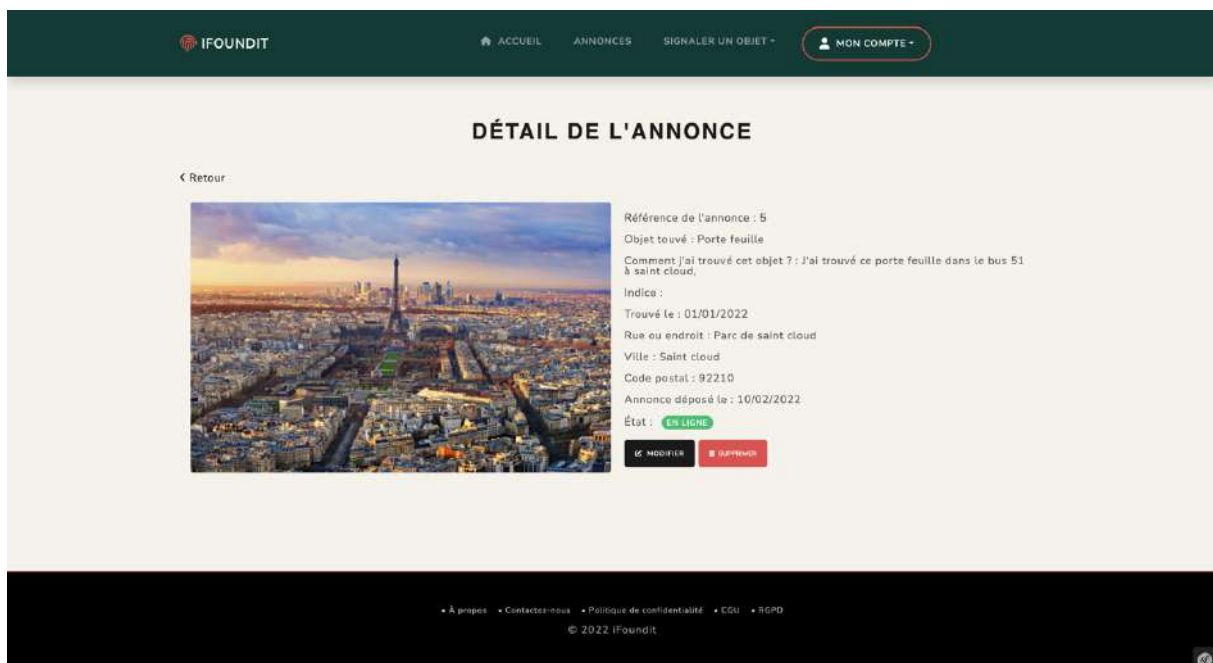 IFOUNDIT
ACCUEIL
ANNONCES
SIGNALER UN OBJET
MON COMPTE
DÉTAIL DE L'ANNONCE
Retour
Référence de l'annonce : 5
Objet touvé : Porte feuille
Comment j'ai trouvé cet objet ? : J'ai trouvé ce porte feuille dans le bus 51
à saint cloud,
Indice :
Trouvé le : 01/01/2022
Rue ou endroit : Parc de saint cloud
Ville : Saint cloud
Code postal : 92210
Annonce déposé le : 10/02/2022
État : EN LIGNE
MODIFIER
SUPPRIMER
• À propos • Contactez-nous • Politique de confidentialité • CGU • RGPD
© 2022 iFoundit